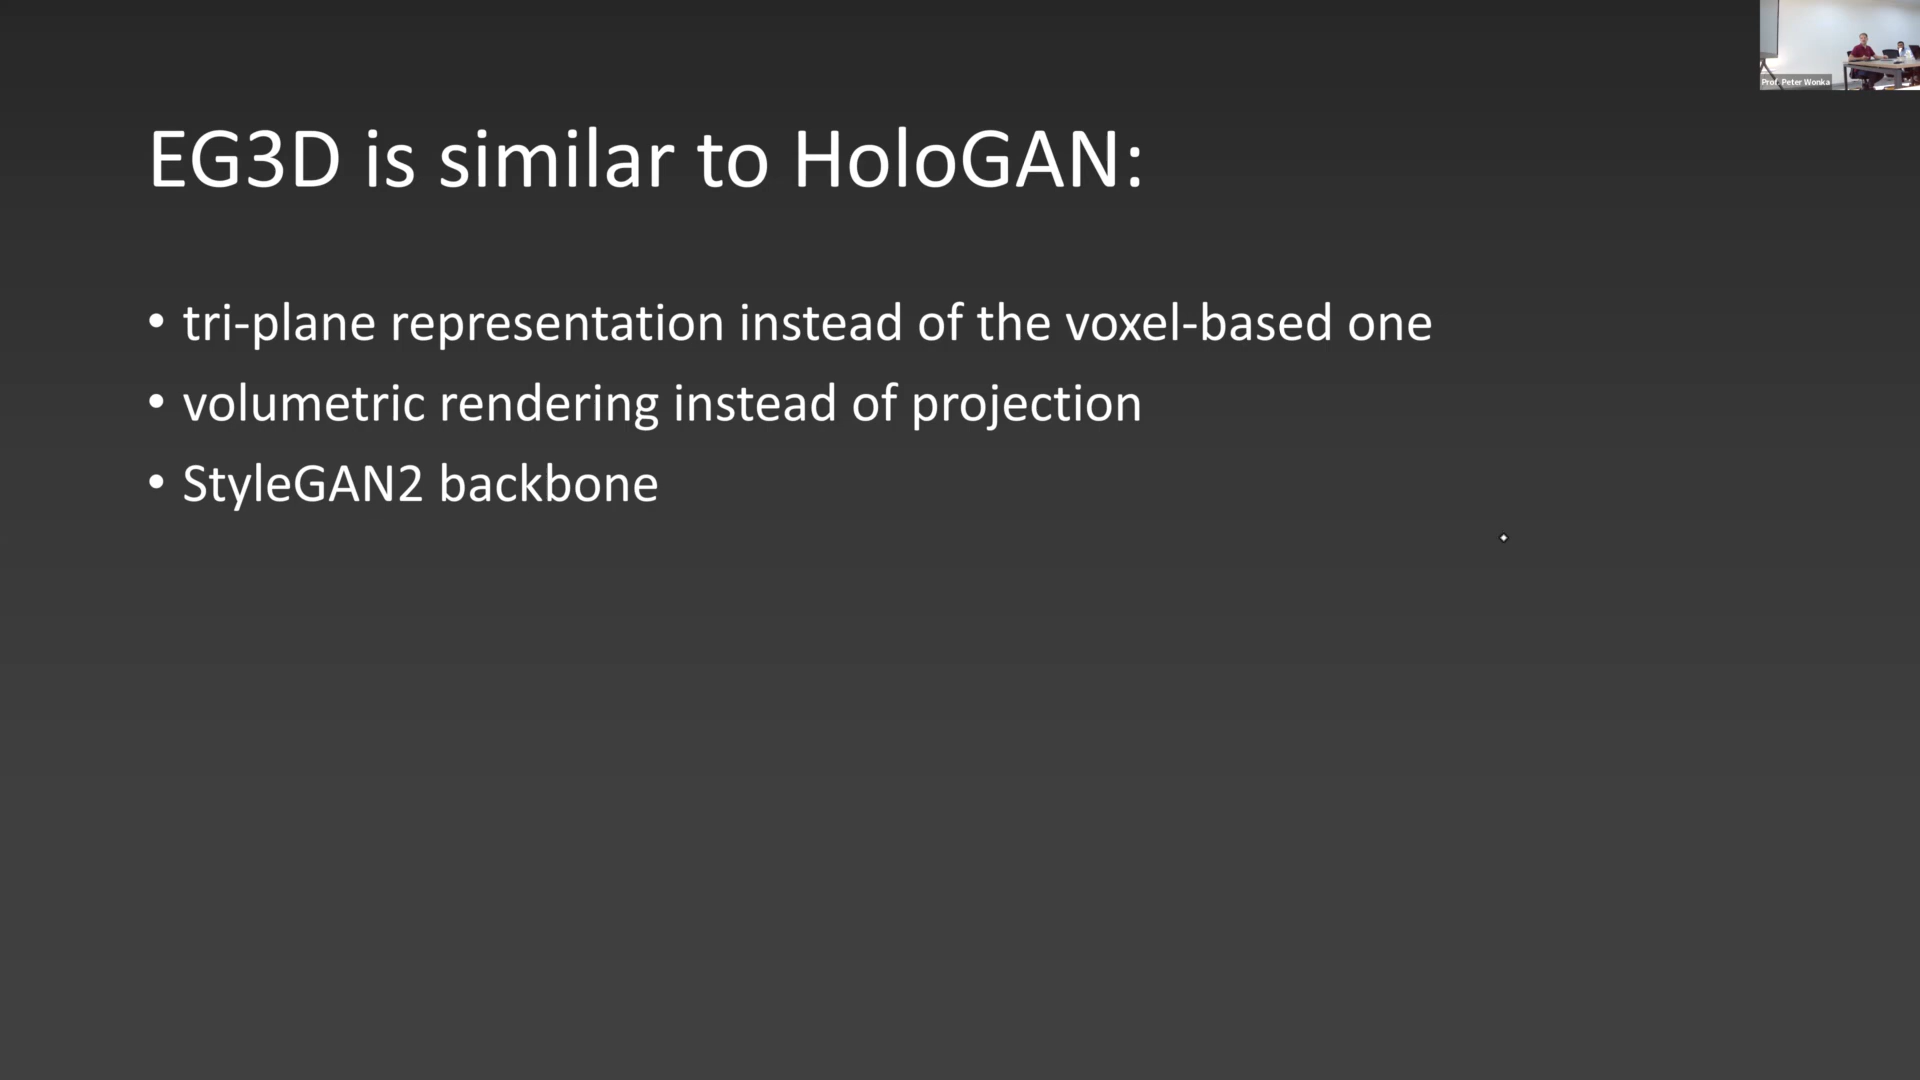 Prof. Peter Wonka
EG3D is similar to HoloGAN:
• tri-plane representation instead of the voxel-based one
• volumetric rendering instead of projection
• StyleGAN2 backbone